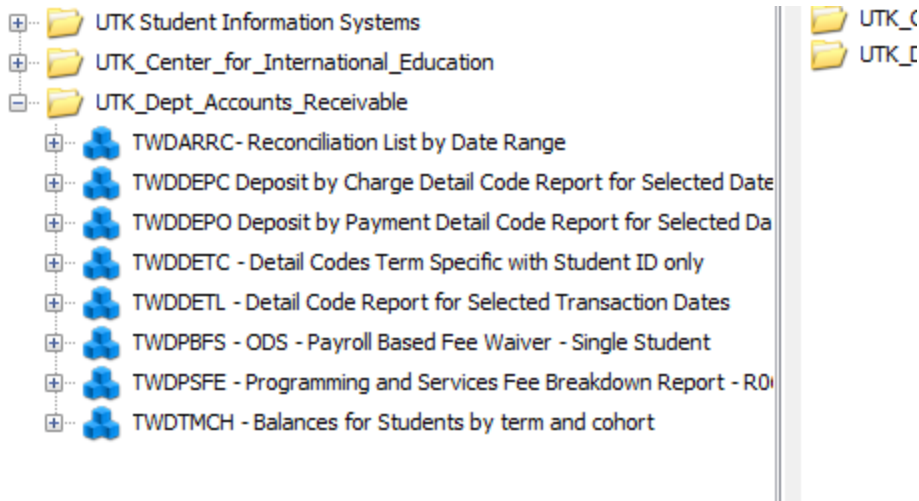 UTK Student Information Systems
UTK_Center_for_International_Education
UTK_Dept_Accounts_Receivable
TWDARRC- Reconciliation List by Date Range
TWDDEPC Deposit by Charge Detail Code Report for Selected Date
TWDDEPO Deposit by Payment Detail Code Report for Selected Da
TWDDETC - Detail Codes Term Specific with Student ID only
TWDDETL - Detail Code Report for Selected Transaction Dates
TWDPBFS - ODS - Payroll Based Fee Waiver - Single Student
TWDPSFE - Programming and Services Fee Breakdown Report -
TWDTMCH - Balances for Students by term and cohort
UTK_
UTK_